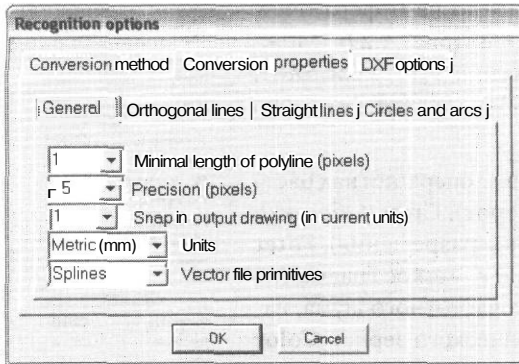 Recognition options
Conversion method Conversion properties DXF options j
General Orthogonal lines | Straight lines j Circles and arcs j
1 Minimal length of polyline (pixels)
r 5 Precision (pixels)
1 Snap in output drawing (in current units)
Metric (mm) Units
Splines Vector file primitives
OK Cancel